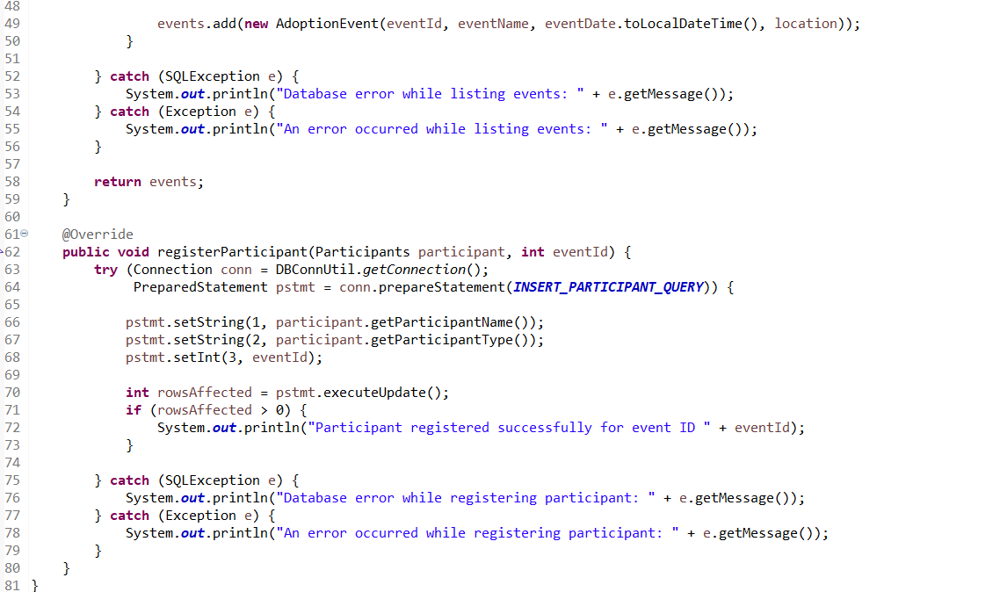 48
49                 events.add(new AdoptionEvent(eventId, eventName, eventDate.toLocalDateTime(), location));
50             }
51
52         } catch (SQLException e) {
53             System.out.println("Database error while listing events: " + e.getMessage());
54         } catch (Exception e) {
55             System.out.println("An error occurred while listing events: " + e.getMessage());
56         }
57
58         return events;
59     }
60
61     @Override
62     public void registerParticipant(Participants participant, int eventId) {
63         try (Connection conn = DBConnUtil.getConnection();
64              PreparedStatement pstmt = conn.prepareStatement(INSERT_PARTICIPANT_QUERY)) {
65
66             pstmt.setString(1, participant.getParticipantName());
67             pstmt.setString(2, participant.getParticipantType());
68             pstmt.setInt(3, eventId);
69
70             int rowsAffected = pstmt.executeUpdate();
71             if (rowsAffected > 0) {
72                 System.out.println("Participant registered successfully for event ID " + eventId);
73             }
74
75         } catch (SQLException e) {
76             System.out.println("Database error while registering participant: " + e.getMessage());
77         } catch (Exception e) {
78             System.out.println("An error occurred while registering participant: " + e.getMessage());
79         }
80     }
81 }